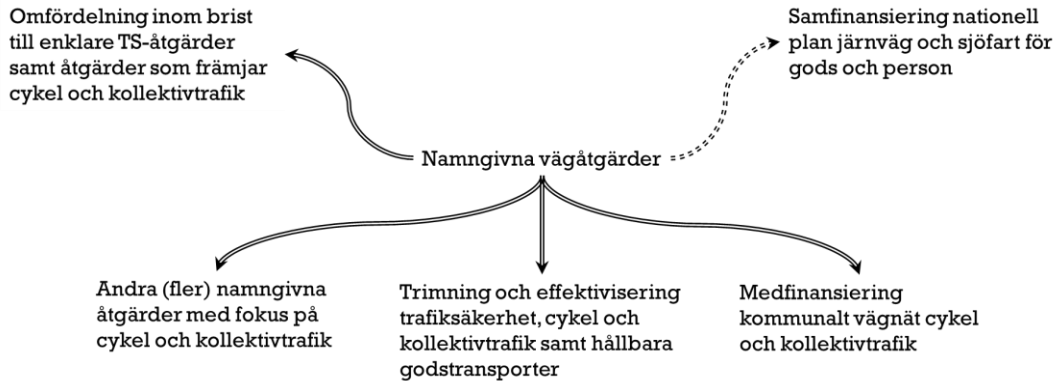 Omfördelning inom brist
till enklare TS-åtgärder
samt åtgärder som främjar
cykel och kollektivtrafik
Samfinansiering nationell
plan järnväg och sjöfart för
gods och person
Namngivna vägåtgärder
Andra (fler) namngivna
åtgärder med fokus på
cykel och kollektivtrafik
Trimning och effektivisering
trafiksäkerhet, cykel och
kollektivtrafik samt hållbara
godstransporter
Medfinansiering
kommunalt vägnät cykel
och kollektivtrafik